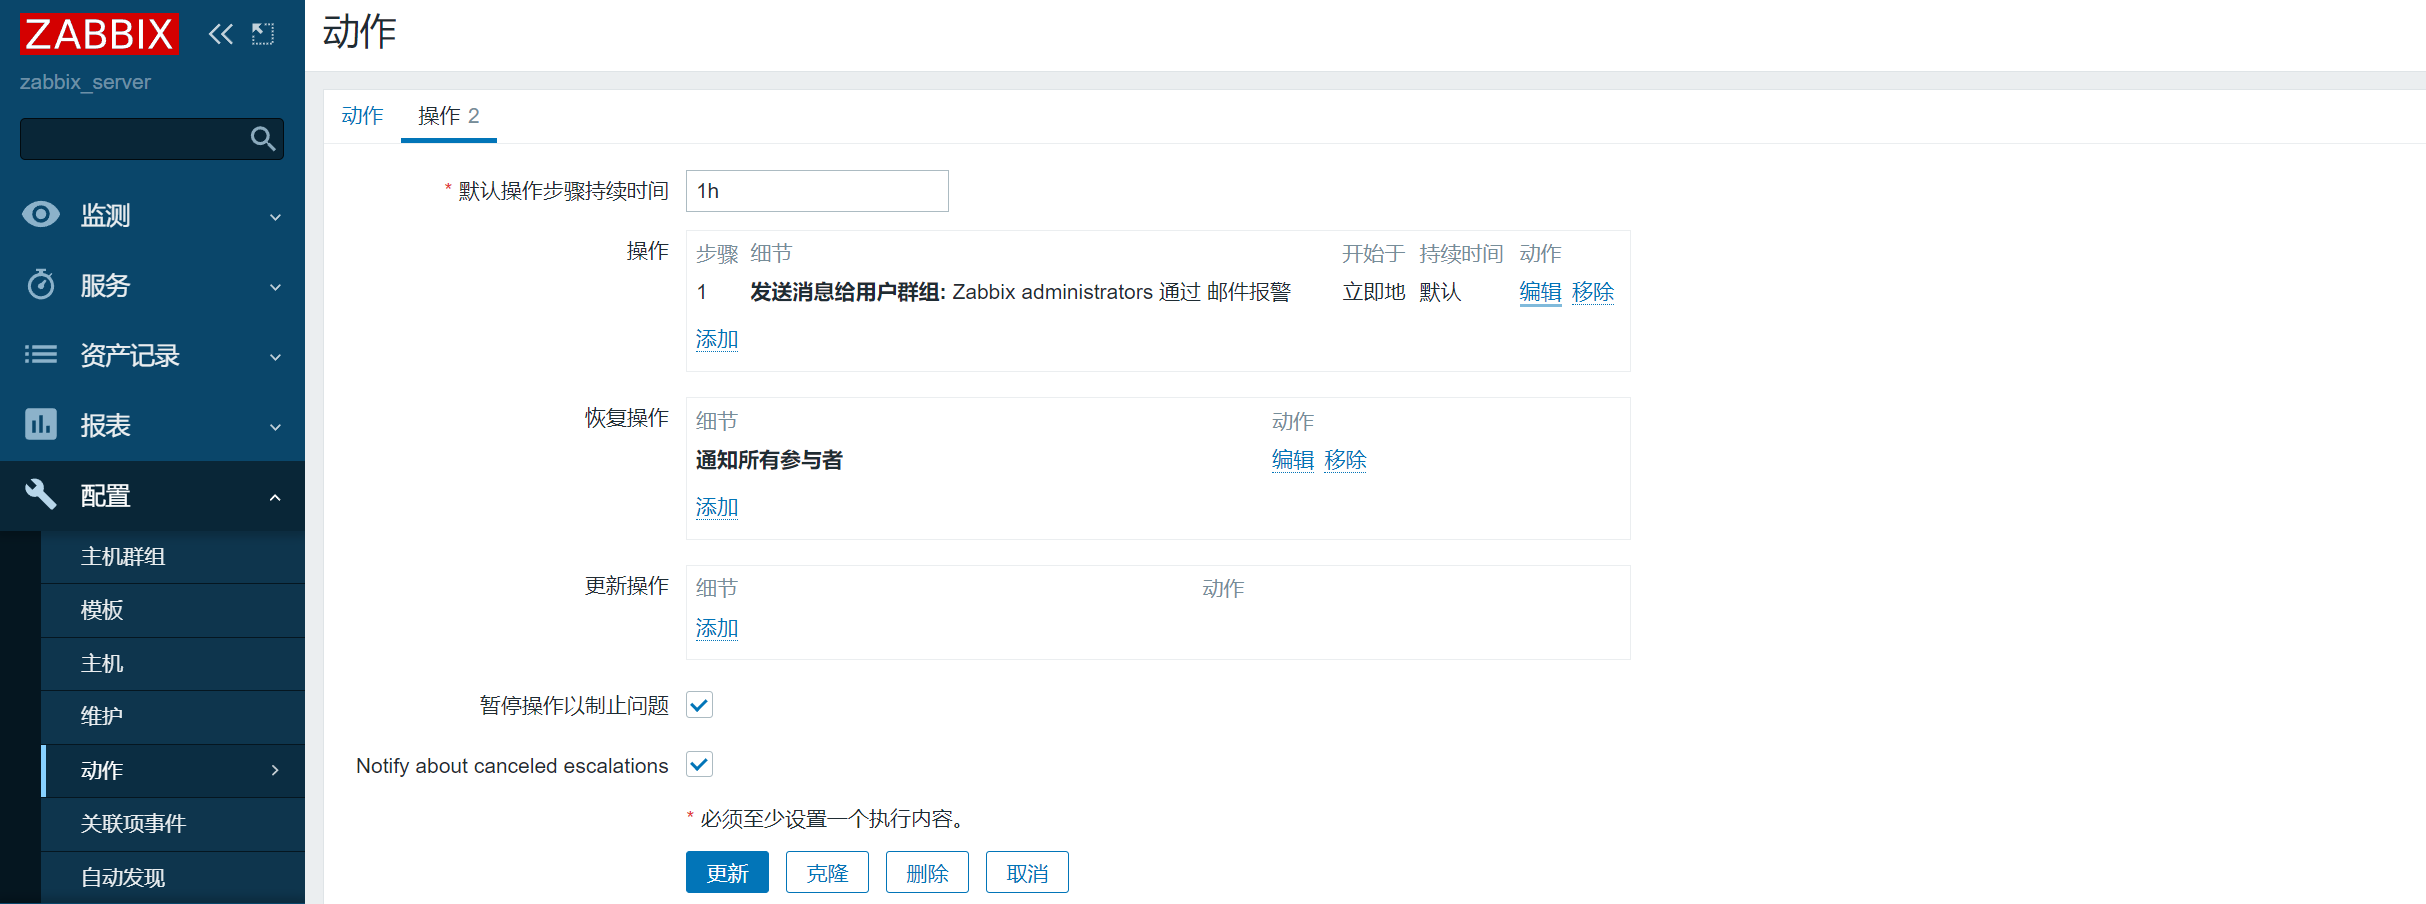 ZABBIX
zabbix_server
监测
服务
资产记录
报表
配置
主机群组
模板
主机
维护
动作
关联项事件
自动发现
动作
动作 操作 2
* 默认操作步骤持续时间 1h
操作
步骤 细节 开始于 持续时间 动作
1 发送消息给用户群组: Zabbix administrators 通过 邮件报警 立即地 默认 编辑 移除
添加
恢复操作
细节 动作
通知所有参与者 编辑 移除
添加
更新操作
细节 动作
添加
暂停操作以制止问题
Notify about canceled escalations
* 必须至少设置一个执行内容。
更新 克隆 删除 取消